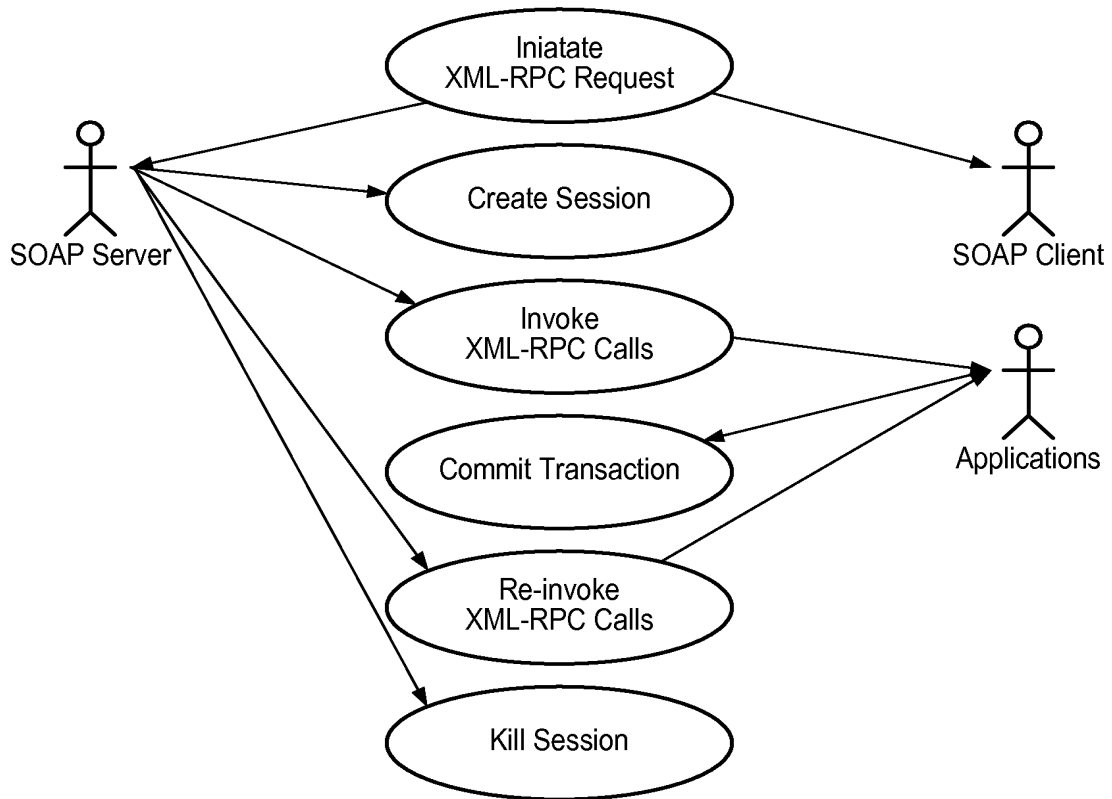 Iniatate
XML-RPC Request
SOAP Server
Create Session
SOAP Client
Invoke
XML-RPC Calls
Commit Transaction
Applications
Re-invoke
XML-RPC Calls
Kill Session